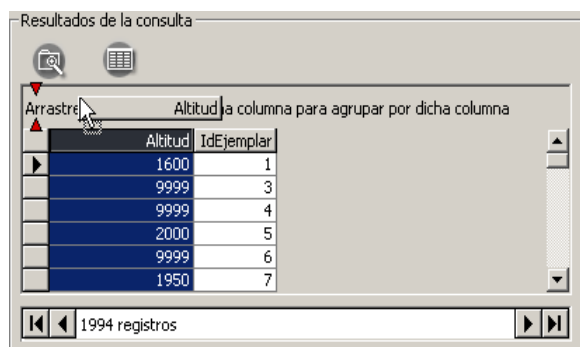 Resultados de la consulta
Arrastre Altitud na columna para agrupar por dicha columna
Altitud IdEjemplar
1600 1
9999 3
9999 4
2000 5
9999 6
1950 7
1994 registros